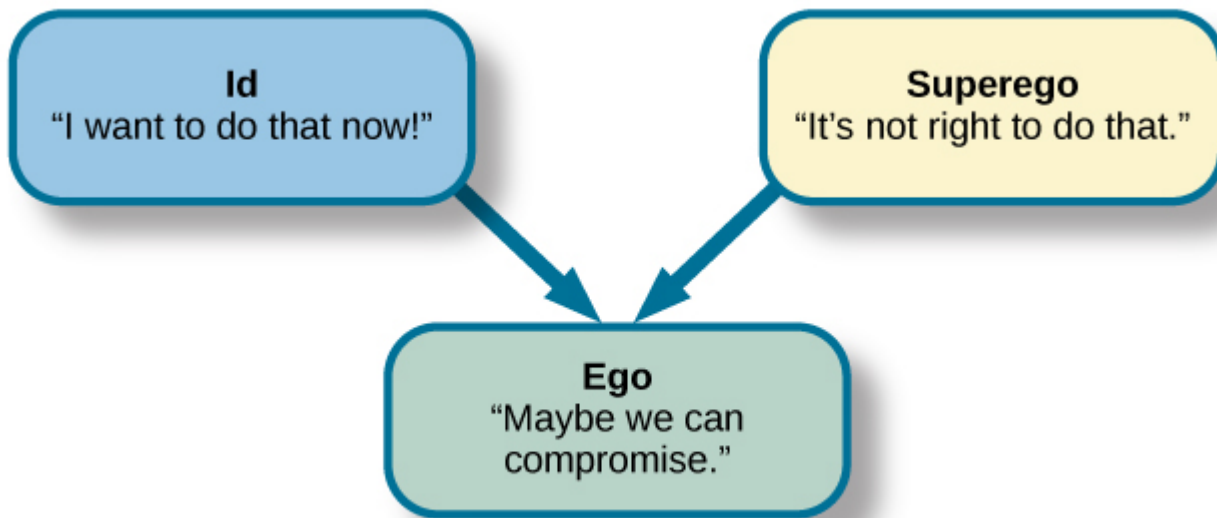 Id
“I want to do that now!”
Superego
“It’s not right to do that.”
Ego
“Maybe we can
compromise.”